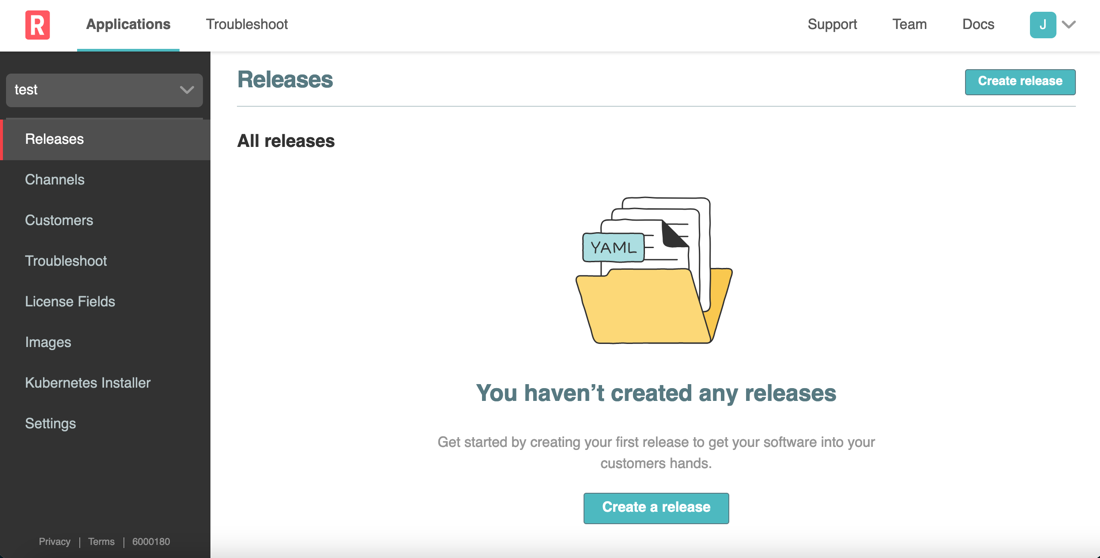 R
Applications
Troubleshoot
Support
Team
Docs
J
test
Releases
Channels
Customers
Troubleshoot
License Fields
Images
Kubernetes Installer
Settings
Privacy | Terms | 6000180
Releases
Create release
All releases
YAML
You haven’t created any releases
Get started by creating your first release to get your software into your
customers hands.
Create a release